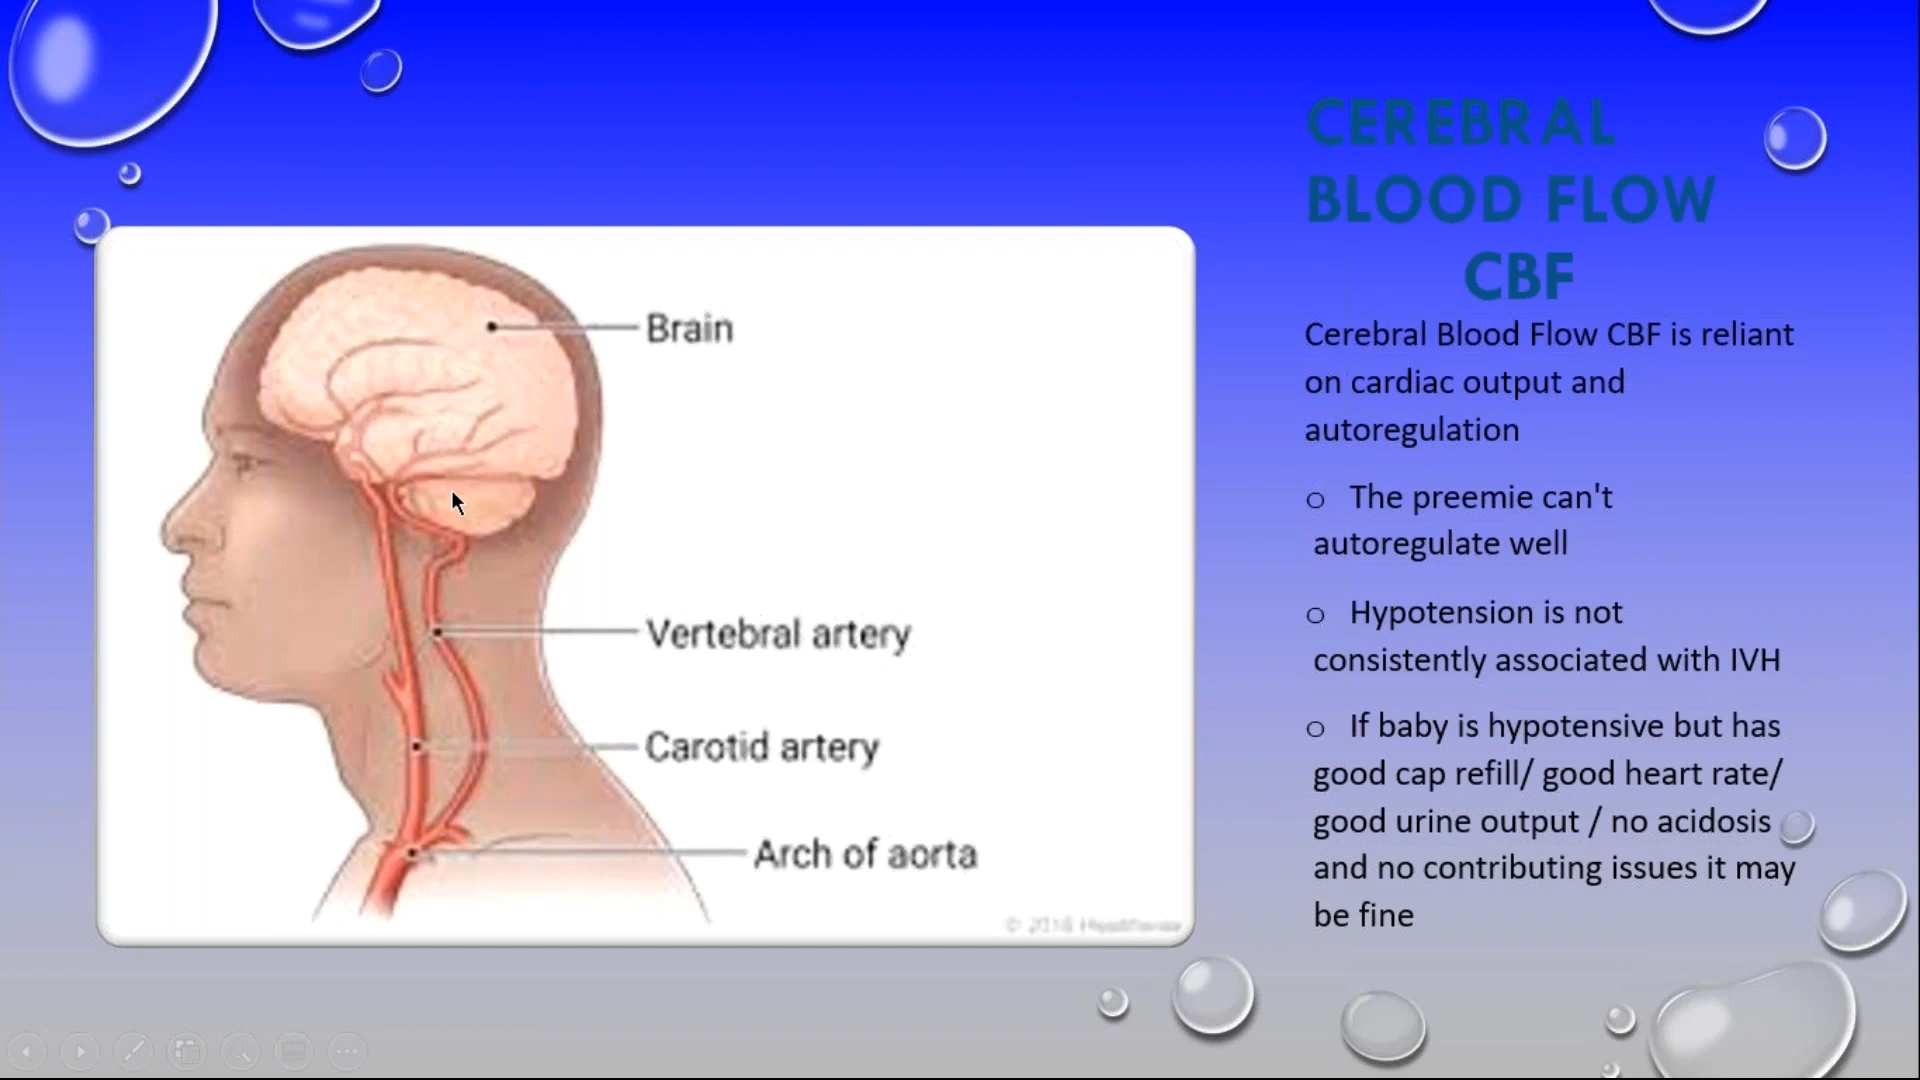 CEREBRAL
BLOOD FLOW
CBF
Cerebral Blood Flow CBF is reliant
on cardiac output and
autoregulation
o The preemie can't
autoregulate well
o Hypotension is not
consistently associated with IVH
o If baby is hypotensive but has
good cap refill/ good heart rate/
good urine output / no acidosis
and no contributing issues it may
be fine
Brain
Vertebral artery
Carotid artery
Arch of aorta